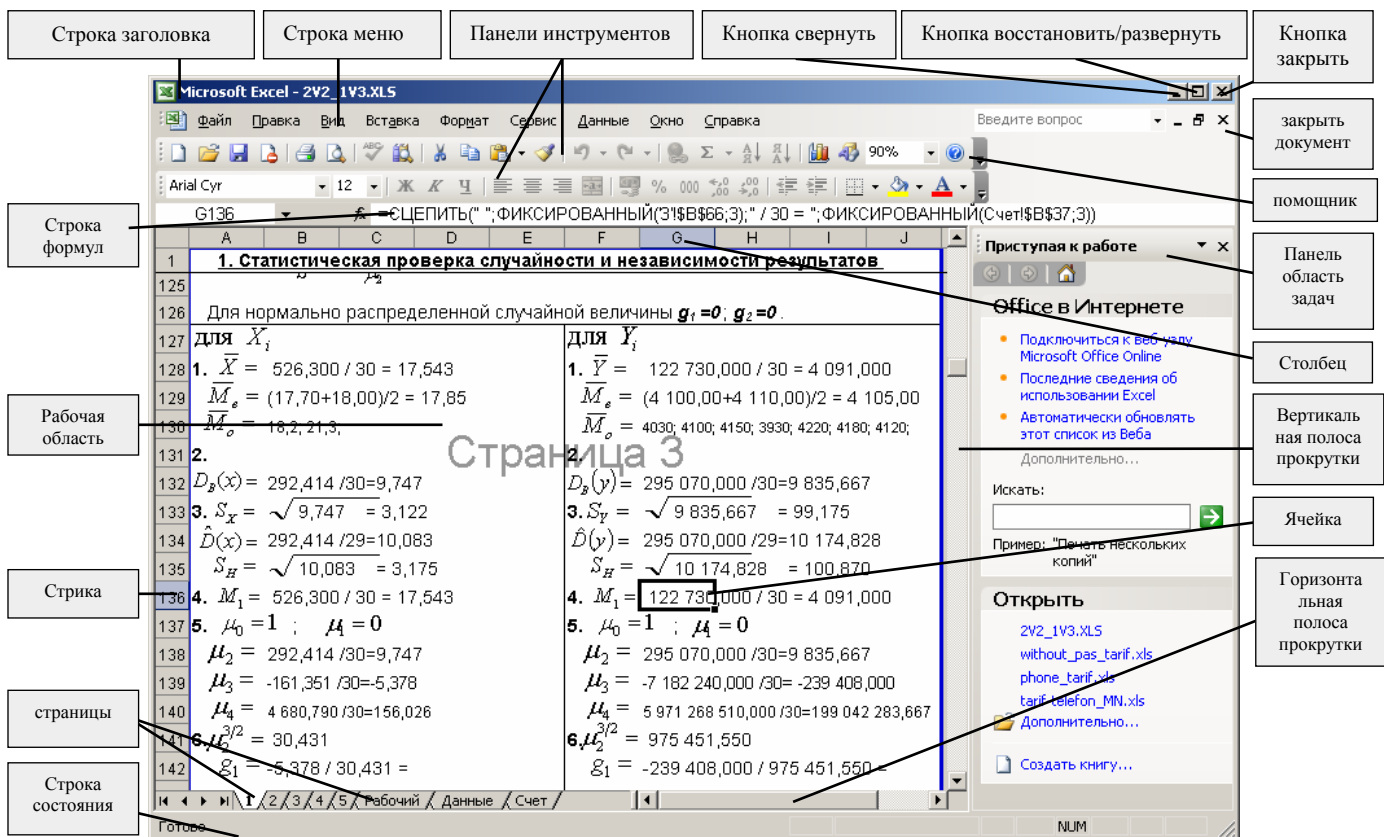 Строка заголовка
Строка меню
Панели инструментов
Кнопка свернуть
Кнопка восстановить/развернуть
Кнопка
закрыть
Microsoft Excel - 2V2_1V3.XLS
Файл Правка Вид Вставка Формат Сервис Данные Окно Справка
Введите вопрос
закрыть
документ
90%
Arial Cyr 12 Ж К Ч
% 000
помощник
Строка
формул
G136 fx =СЦЕПИТЬ(" ";ФИКСИРОВАННЫЙ('3'!$B$66;3);" / 30 = ";ФИКСИРОВАННЫЙ(Счет!$B$37;3))
A B C D E F G H I J
1 1. Статистическая проверка случайности и независимости результатов
125
126 Для нормально распределенной случайной величины g₁ =0; g₂ =0 .
127 для Xᵢ для Yᵢ
128 1. X̅ = 526,300 / 30 = 17,543 1. Y̅ = 122 730,000 / 30 = 4 091,000
129 M̅ₑ = (17,70+18,00)/2 = 17,85 M̅ₑ = (4 100,00+4 110,00)/2 = 4 105,00
130 M̅ₒ = 18,2; 21,3; M̅ₒ = 4030; 4100; 4150; 3930; 4220; 4180; 4120;
131 2. 2.
Страница 3
132 D_B(x) = 292,414 /30=9,747 D_B(y) = 295 070,000 /30=9 835,667
133 3. S_X = √ 9,747 = 3,122 3. S_Y = √ 9 835,667 = 99,175
134 D̂(x) = 292,414 /29=10,083 D̂(y) = 295 070,000 /29=10 174,828
135 S_H = √ 10,083 = 3,175 S_H = √ 10 174,828 = 100,870
136 4. M₁ = 526,300 / 30 = 17,543 4. M₁ = 122 730,000 / 30 = 4 091,000
137 5. μ₀ =1 ; μ₁ = 0 5. μ₀ =1 ; μ₁ = 0
138 μ₂ = 292,414 /30=9,747 μ₂ = 295 070,000 /30=9 835,667
139 μ₃ = -161,351 /30=-5,378 μ₃ = -7 182 240,000 /30= -239 408,000
140 μ₄ = 4 680,790 /30=156,026 μ₄ = 5 971 268 510,000 /30=199 042 283,667
141 6. μ₂^3/2 = 30,431 6. μ₂^3/2 = 975 451,550
142 g₁ = -5,378 / 30,431 = g₁ = -239 408,000 / 975 451,550 =
1 2 3 4 5 Рабочий Данные Счет
Готово
NUM
Рабочая
область
Стрика
страницы
Строка
состояния
Приступая к работе
Office в Интернете
Подключиться к веб-узлу
Microsoft Office Online
Последние сведения об
использовании Excel
Автоматически обновлять
этот список из Веба
Дополнительно...
Искать:
Пример: "Печать нескольких
копий"
Открыть
2V2_1V3.XLS
without_pas_tarif.xls
phone_tarif.xls
tarif-telefon_MN.xls
Дополнительно...
Создать книгу...
Панель
область
задач
Столбец
Вертикаль
ная полоса
прокрутки
Ячейка
Горизонта
льная
полоса
прокрутки